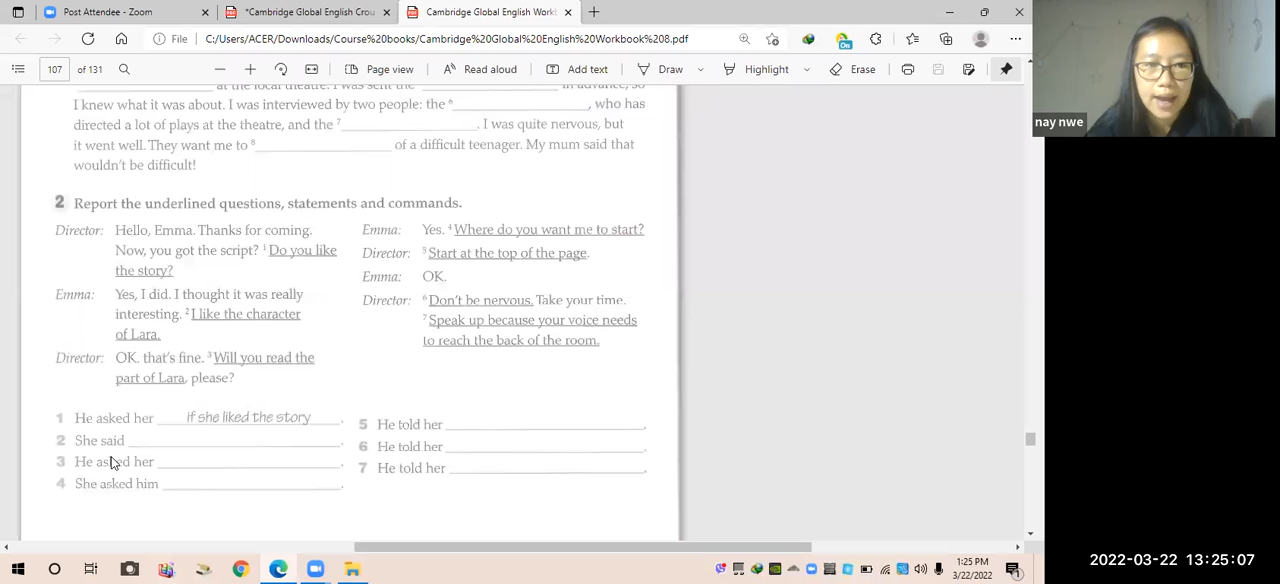 Post Attendee - Zoom
*Cambridge Global English Crou
Cambridge Global English Work
File
C:/Users/ACER/Downloads/Course%20books/Cambridge%20Global%20English%20Workbook%208.pdf
107 of 131
Page view
Read aloud
Add text
Draw
Highlight
Erase
at the local theatre. I was sent the in advance, so
I knew what it was about. I was interviewed by two people: the 6 , who has
directed a lot of plays at the theatre, and the 7 . I was quite nervous, but
it went well. They want me to 8 of a difficult teenager. My mum said that
wouldn't be difficult!
2 Report the underlined questions, statements and commands.
Director: Hello, Emma. Thanks for coming.
Now, you got the script? 1 Do you like
the story?
Emma: Yes, I did. I thought it was really
interesting. 2 I like the character
of Lara.
Director: OK. that's fine. 3 Will you read the
part of Lara, please?
Emma: Yes. 4 Where do you want me to start?
Director: 5 Start at the top of the page.
Emma: OK.
Director: 6 Don't be nervous. Take your time.
7 Speak up because your voice needs
to reach the back of the room.
1 He asked her if she liked the story.
2 She said .
3 He asked her .
4 She asked him .
5 He told her .
6 He told her .
7 He told her .
nay nwe
on
1:25 PM
3/22/2022
2022-03-22 13:25:07